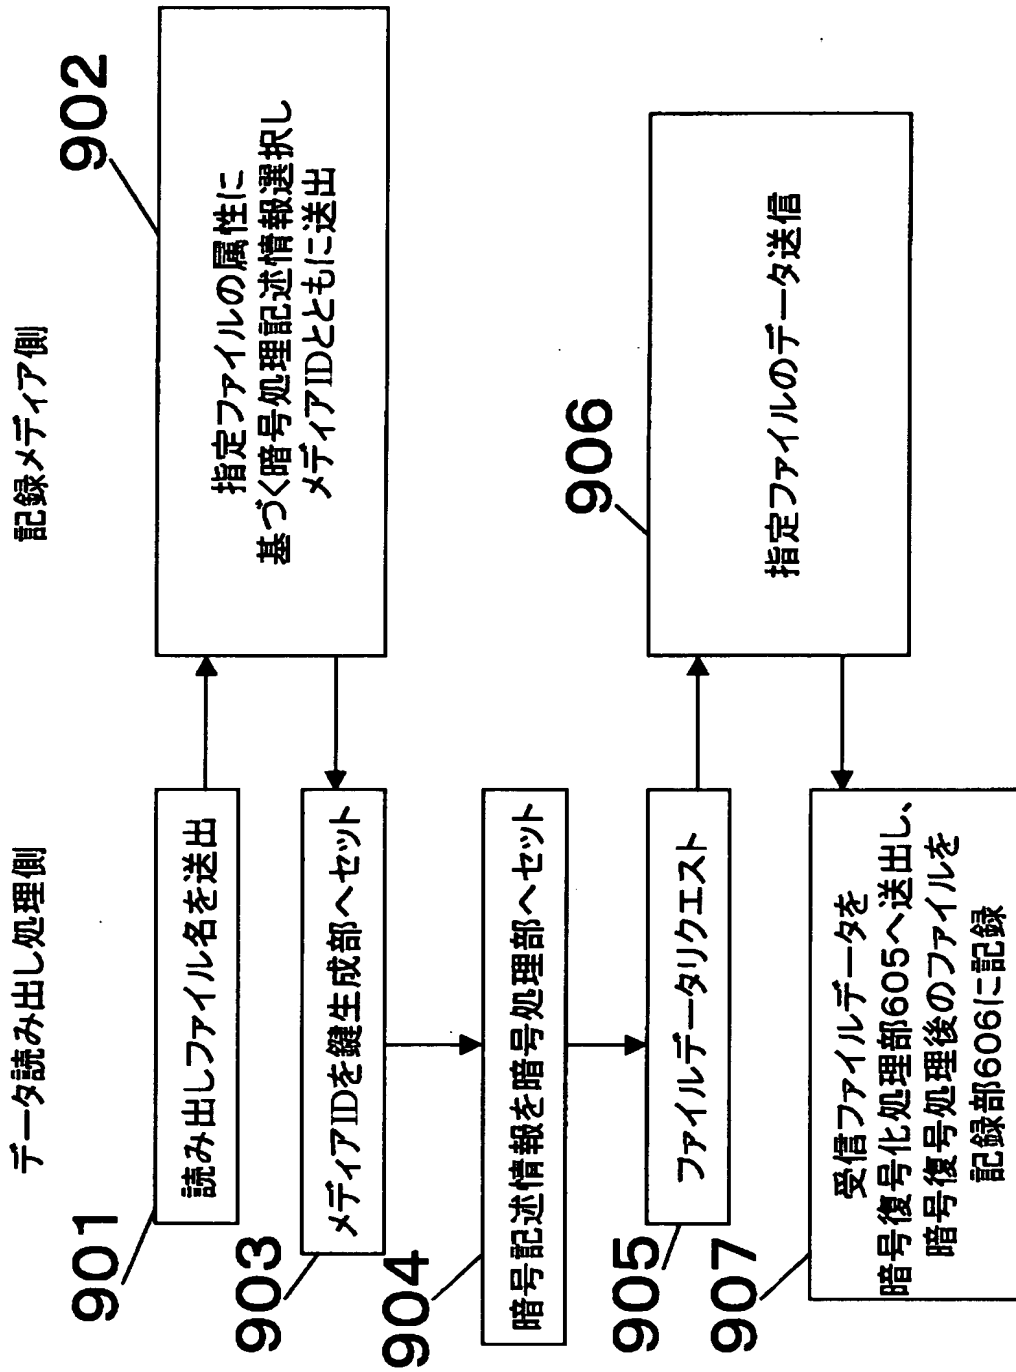 データ読み出し処理側
記録メディア側
901
読み出しファイル名を送出
902
指定ファイルの属性に
基づく暗号処理記述情報選択し
メディアIDとともに送出
903
メディアIDを鍵生成部へセット
904
暗号記述情報を暗号処理部へセット
905
ファイルデータリクエスト
906
指定ファイルのデータ送信
907
受信ファイルデータを
暗号復号化処理部605へ送出し、
暗号復号処理後のファイルを
記録部606に記録